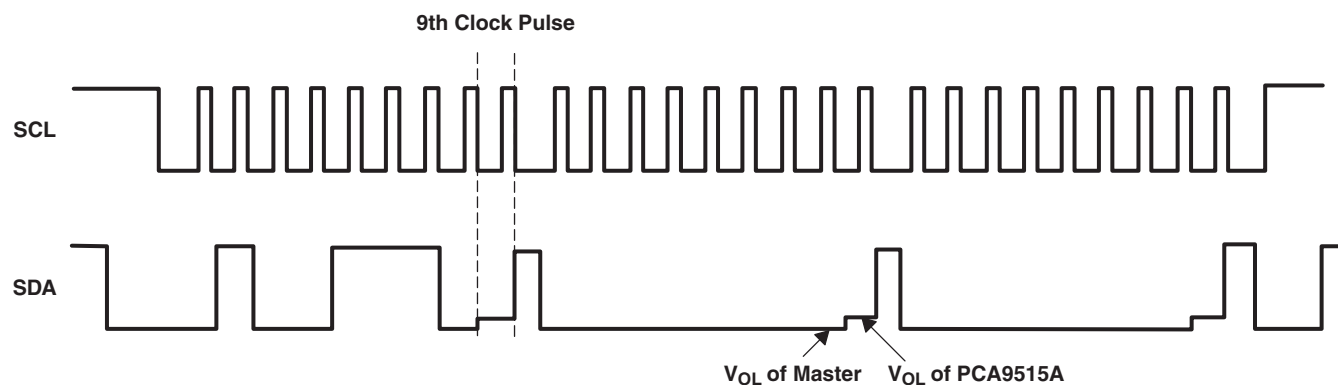 9th Clock Pulse
SCL
SDA
VOL of Master
VOL of PCA9515A